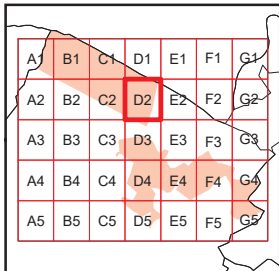 A1 B1 C1 D1 E1 F1 G1
A2 B2 C2 D2 E2 F2 G2
A3 B3 C3 D3 E3 F3 G3
A4 B4 C4 D4 E4 F4 G4
A5 B5 C5 D5 E5 F5 G5